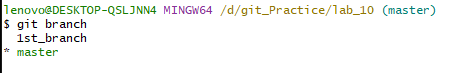 lenovo@DESKTOP-QSLJNN4 MINGW64 /d/git_Practice/lab_10 (master)
$ git branch
  1st_branch
* master